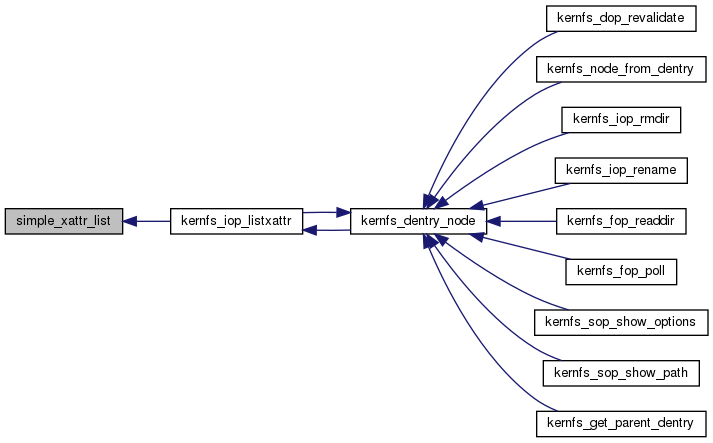 kernfs_dop_revalidate
kernfs_node_from_dentry
kernfs_iop_rmdir
kernfs_iop_rename
simple_xattr_list
kernfs_iop_listxattr
kernfs_dentry_node
kernfs_fop_readdir
kernfs_fop_poll
kernfs_sop_show_options
kernfs_sop_show_path
kernfs_get_parent_dentry